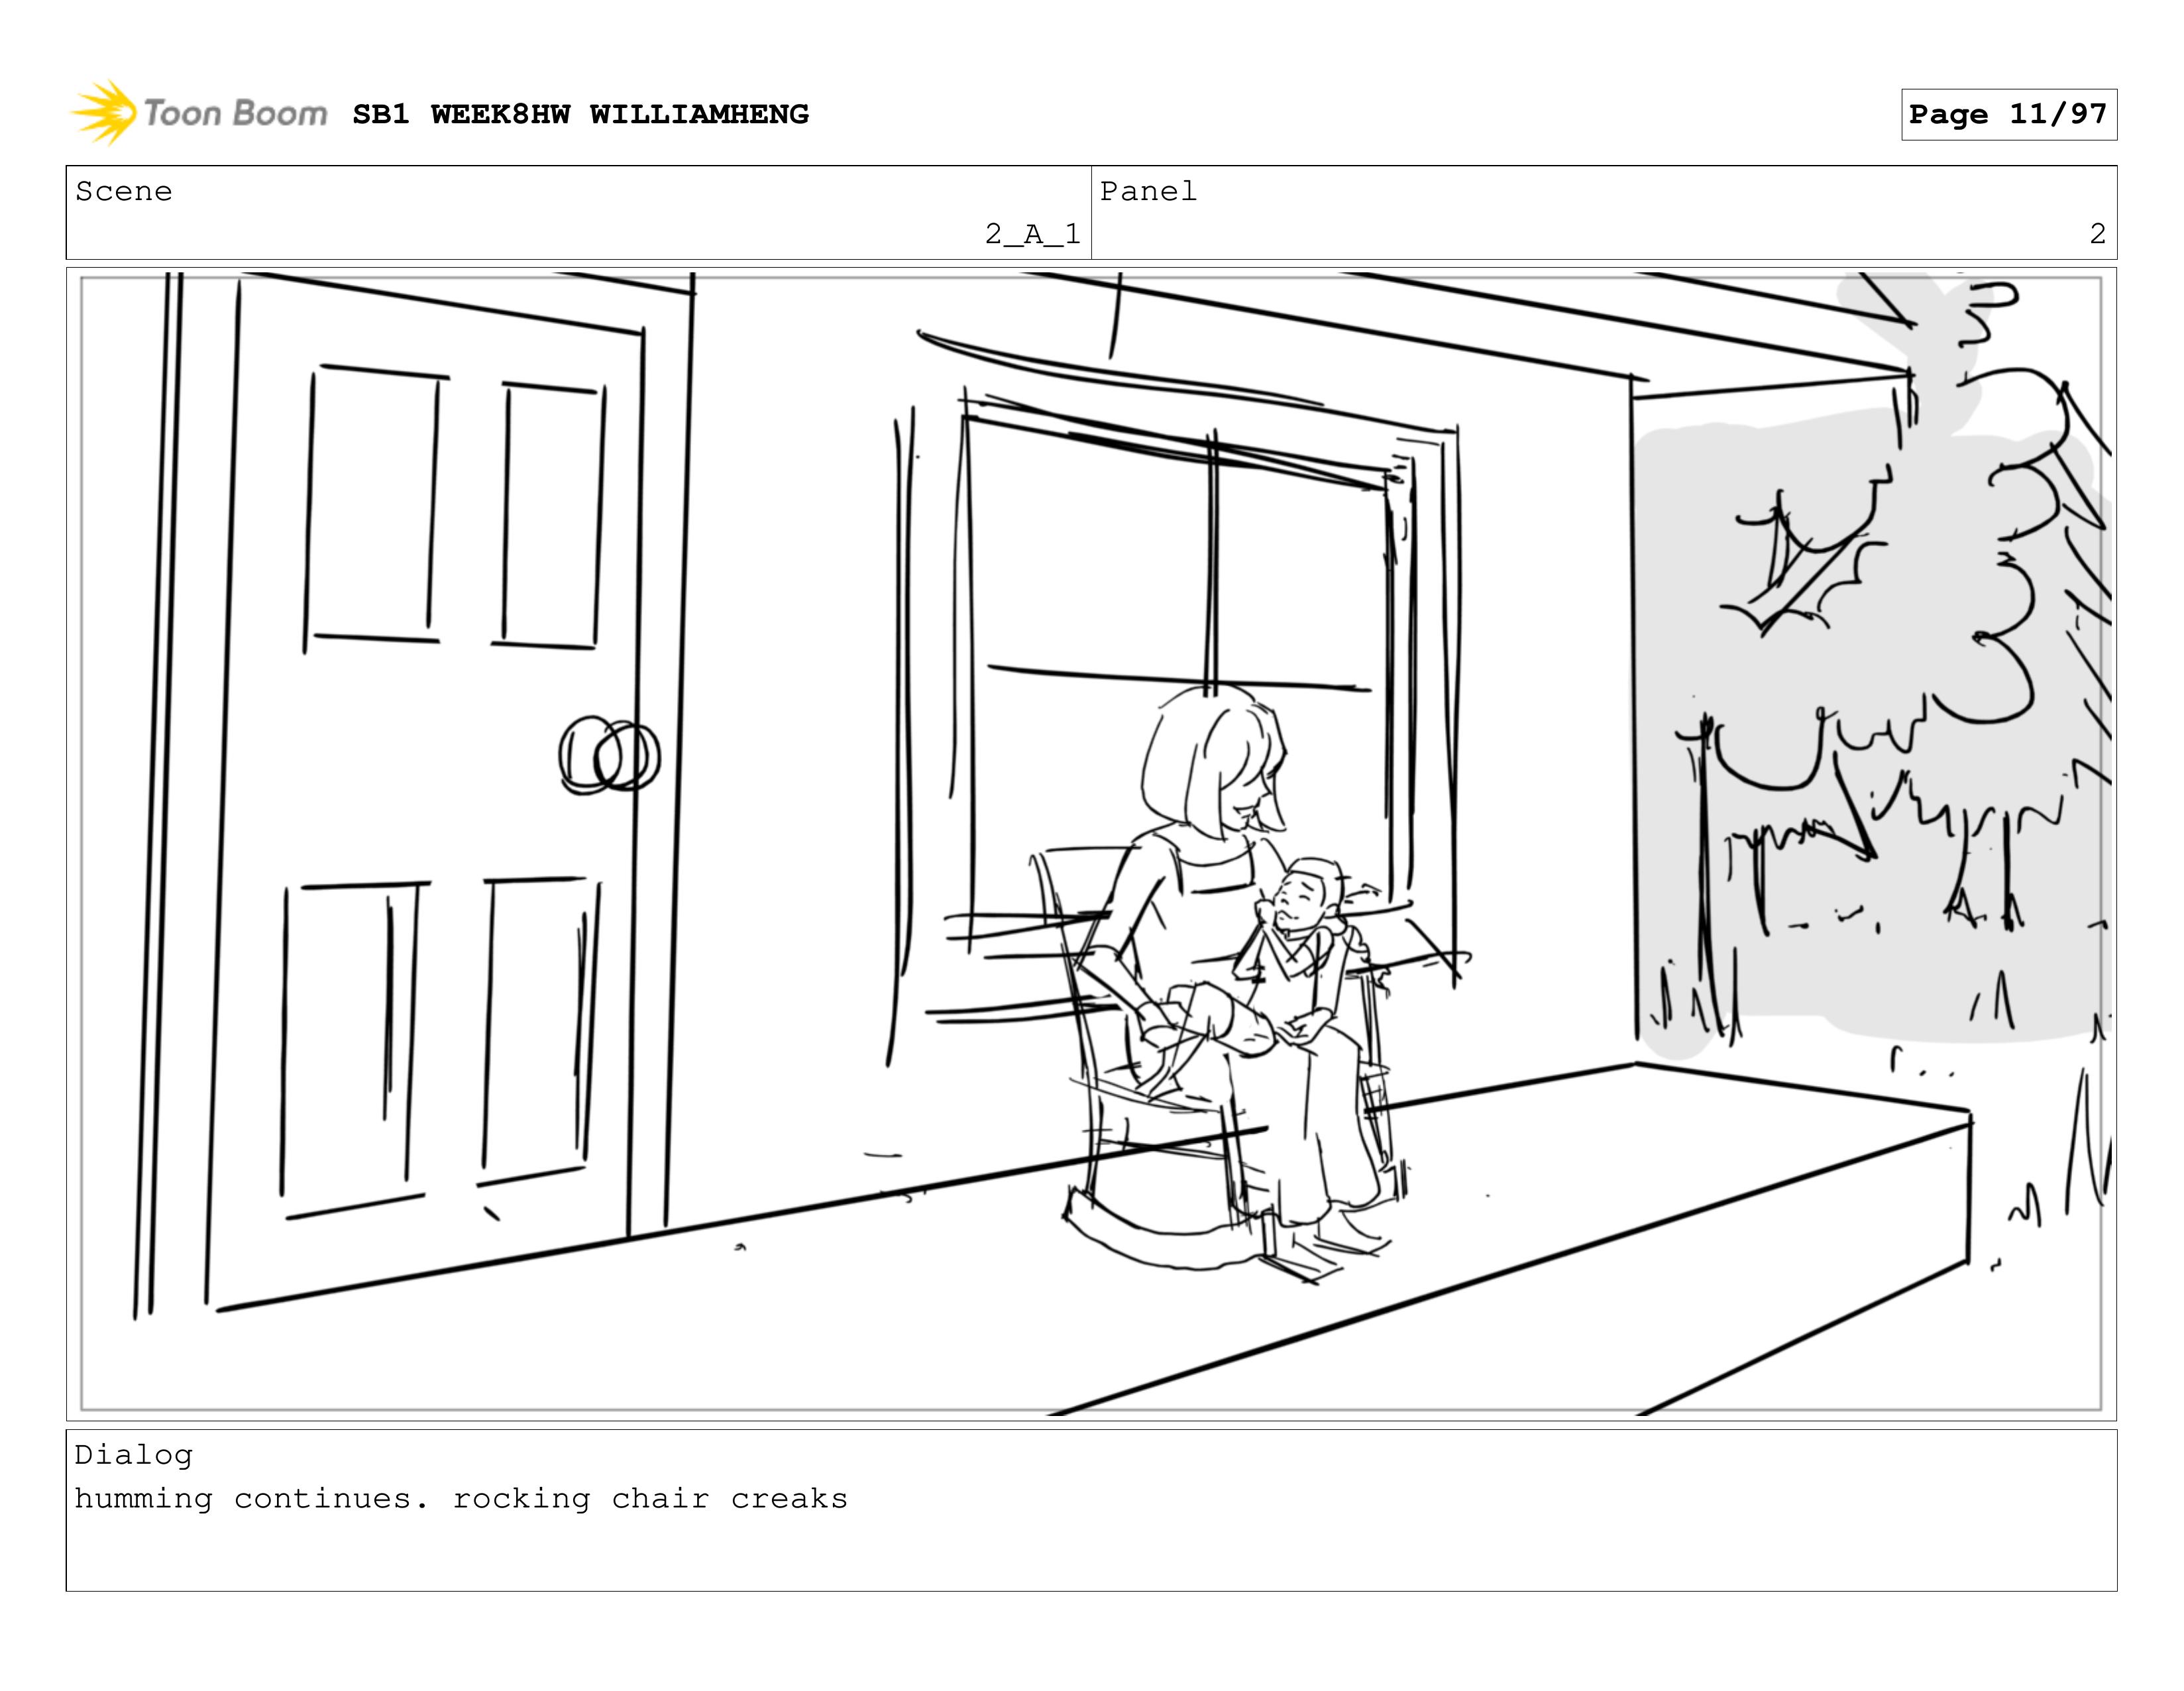 Toon Boom SB1 WEEK8HW WILLIAMHENG
Page 11/97
Scene
2_A_1
Panel
2
Dialog
humming continues. rocking chair creaks